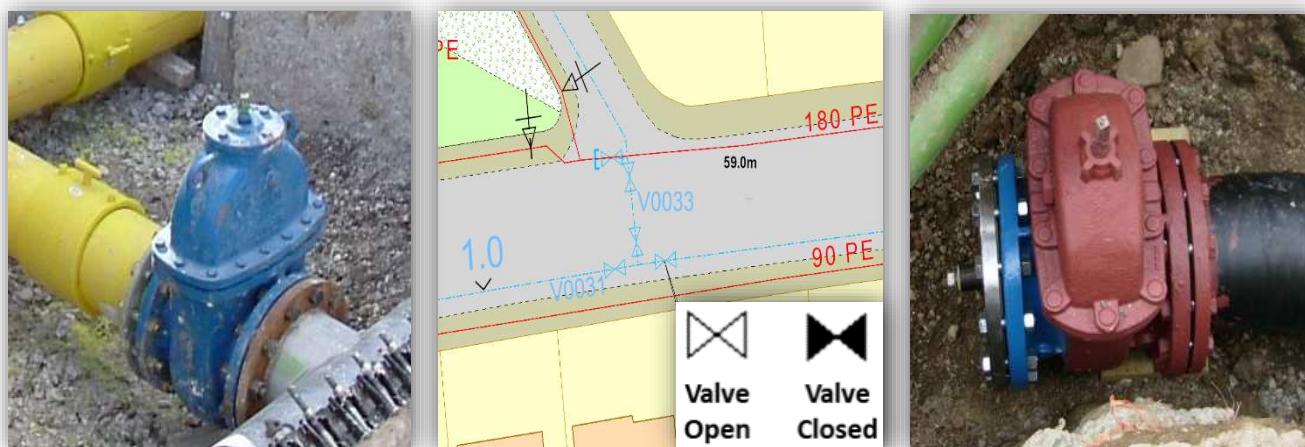 PE
180 PE
59.0m
V0033
1.0
90 PE
V0031
Valve Open
Valve Closed